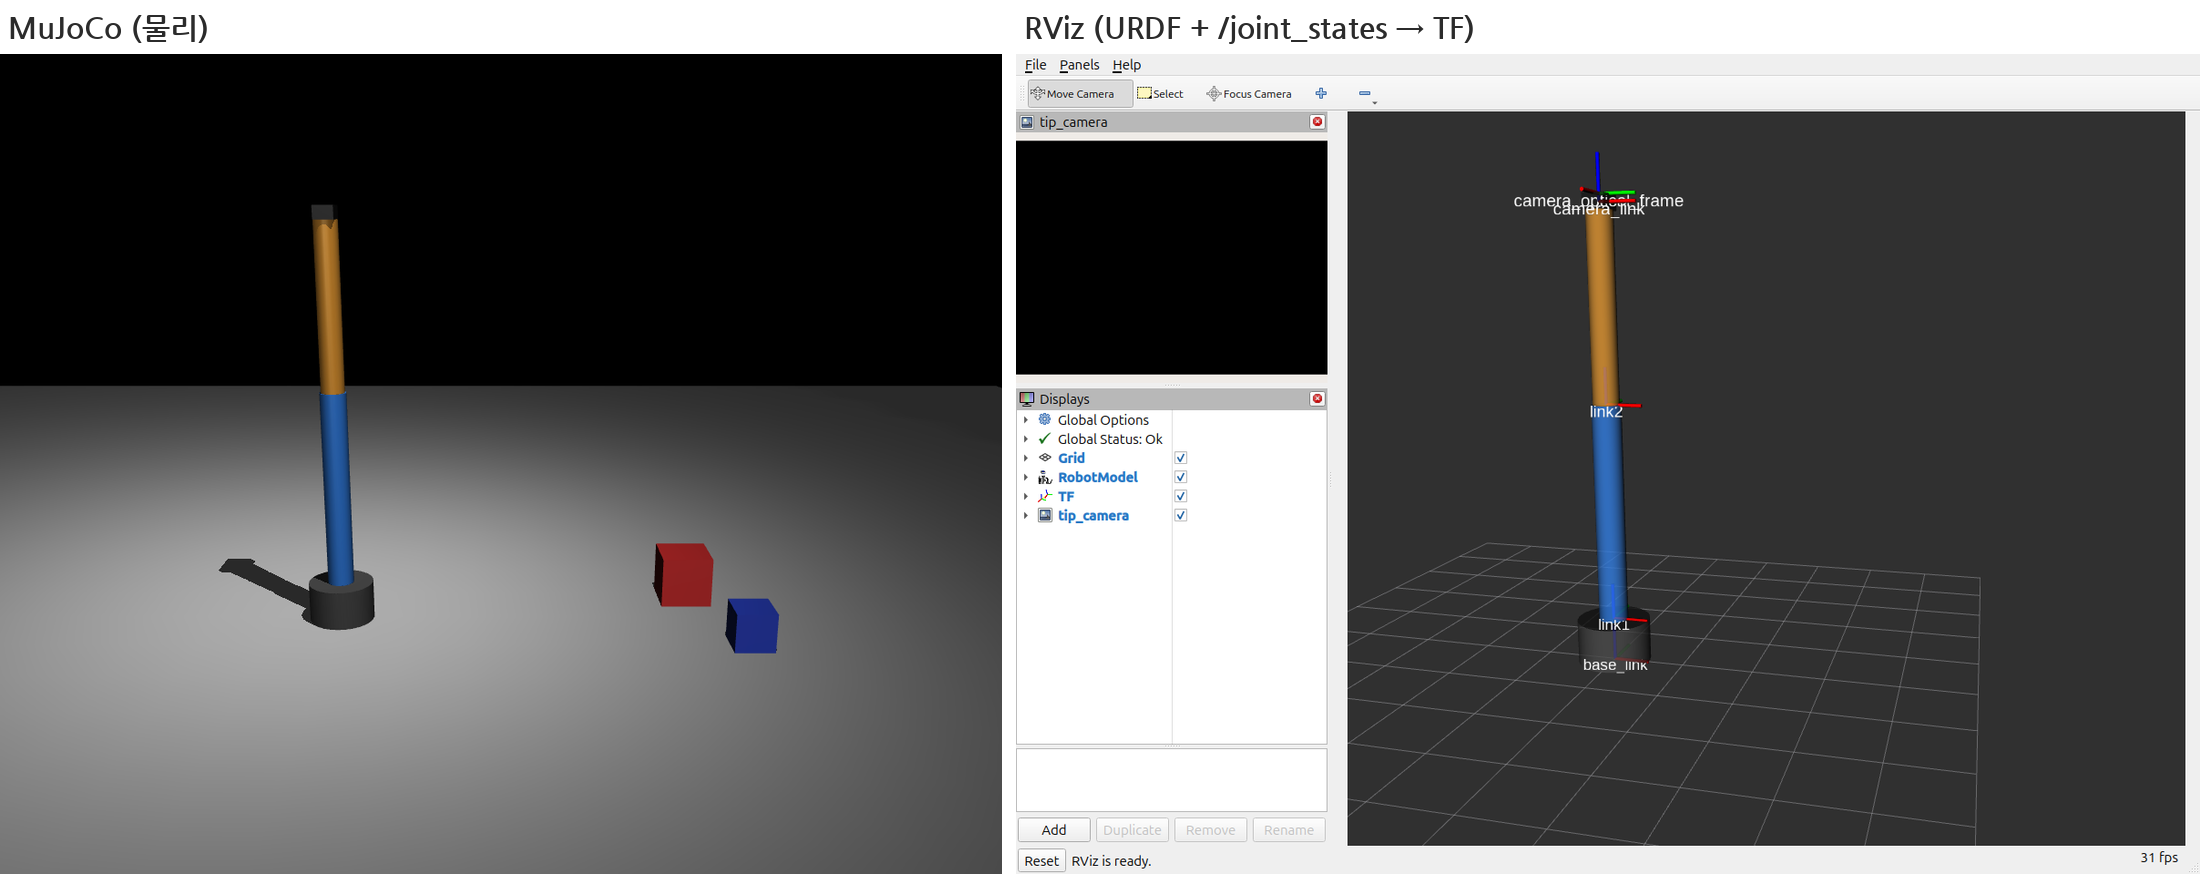 MuJoCo (물리)
RViz (URDF + /joint_states → TF)
File Panels Help
Move Camera Select Focus Camera
tip_camera
camera_optical_frame
camera_link
Displays
Global Options
Global Status: Ok
Grid
RobotModel
TF
tip_camera
link2
link1
base_link
Add Duplicate Remove Rename
Reset RViz is ready.
31 fps